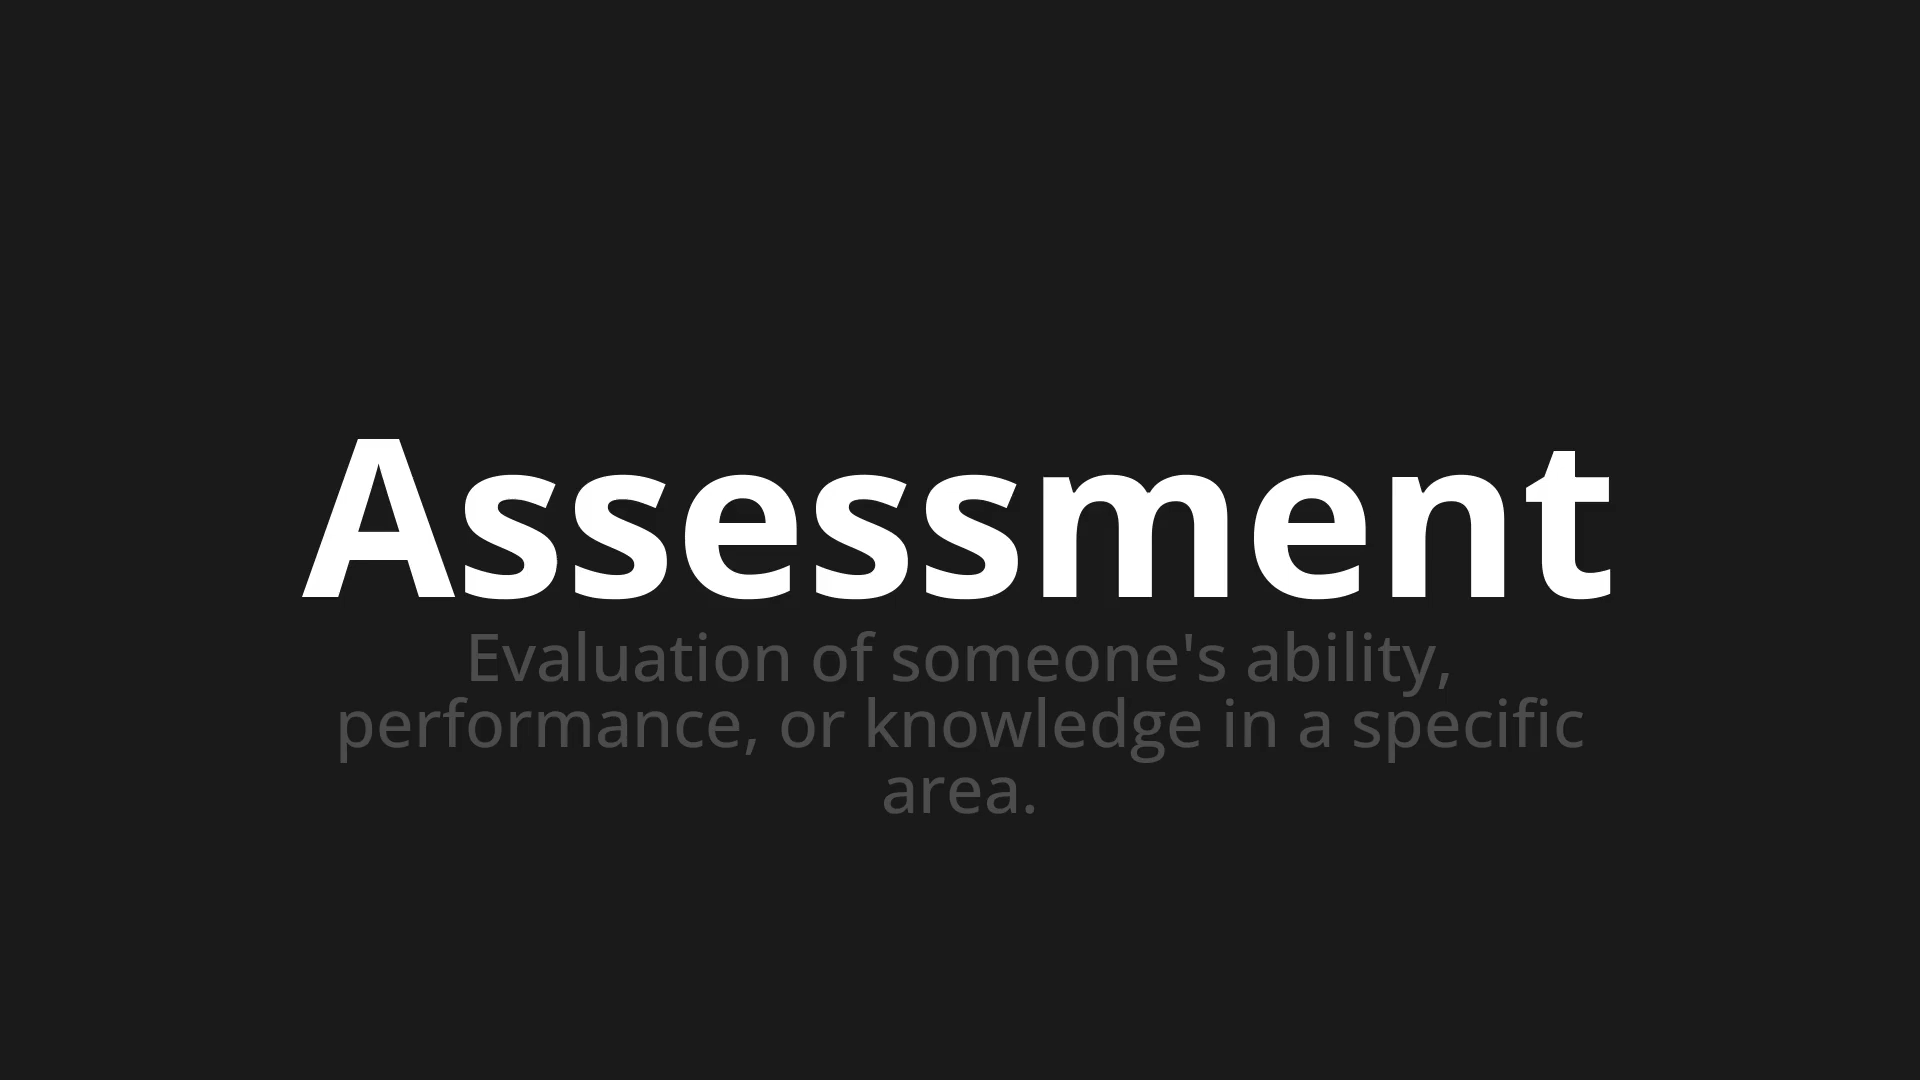 Assessment
Evaluation of someone's ability,
performance, or knowledge in a specific
area.